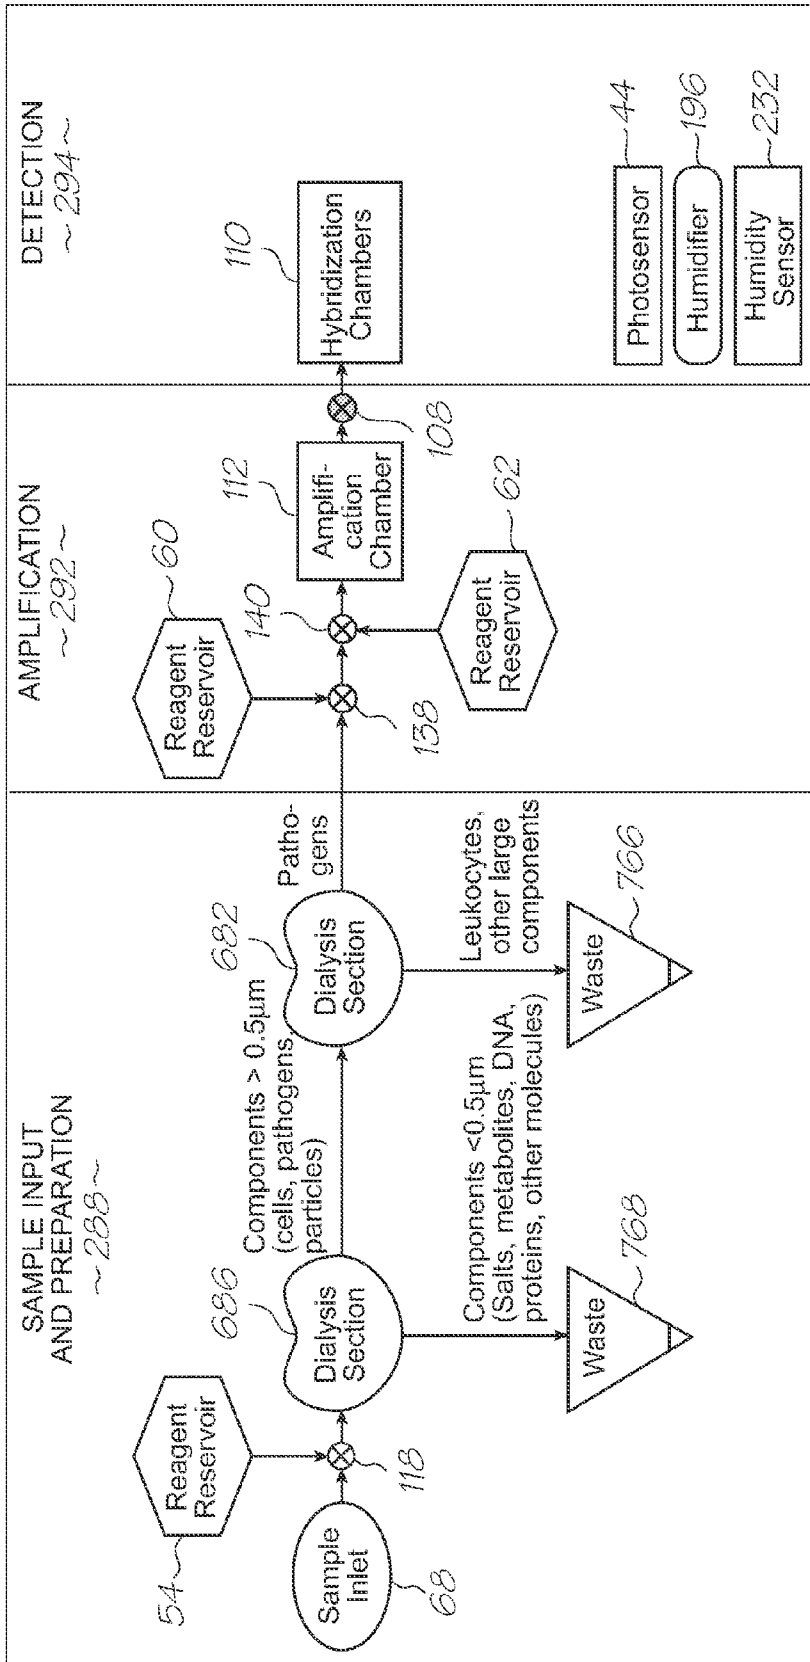 SAMPLE INPUT
AND PREPARATION
~288~
AMPLIFICATION
~292~
DETECTION
~294~
54
Reagent
Reservoir
Sample
Inlet
68
118
686
Dialysis
Section
Components > 0.5µm
(cells, pathogens,
particles)
Components <0.5µm
(Salts, metabolites, DNA,
proteins, other molecules)
Waste
768
682
Dialysis
Section
Patho-
gens
Leukocytes,
other large
components
Waste
766
Reagent
Reservoir
60
138
140
Reagent
Reservoir
62
112
Amplifi-
cation
Chamber
108
110
Hybridization
Chambers
Photosensor
44
Humidifier
196
Humidity
Sensor
232